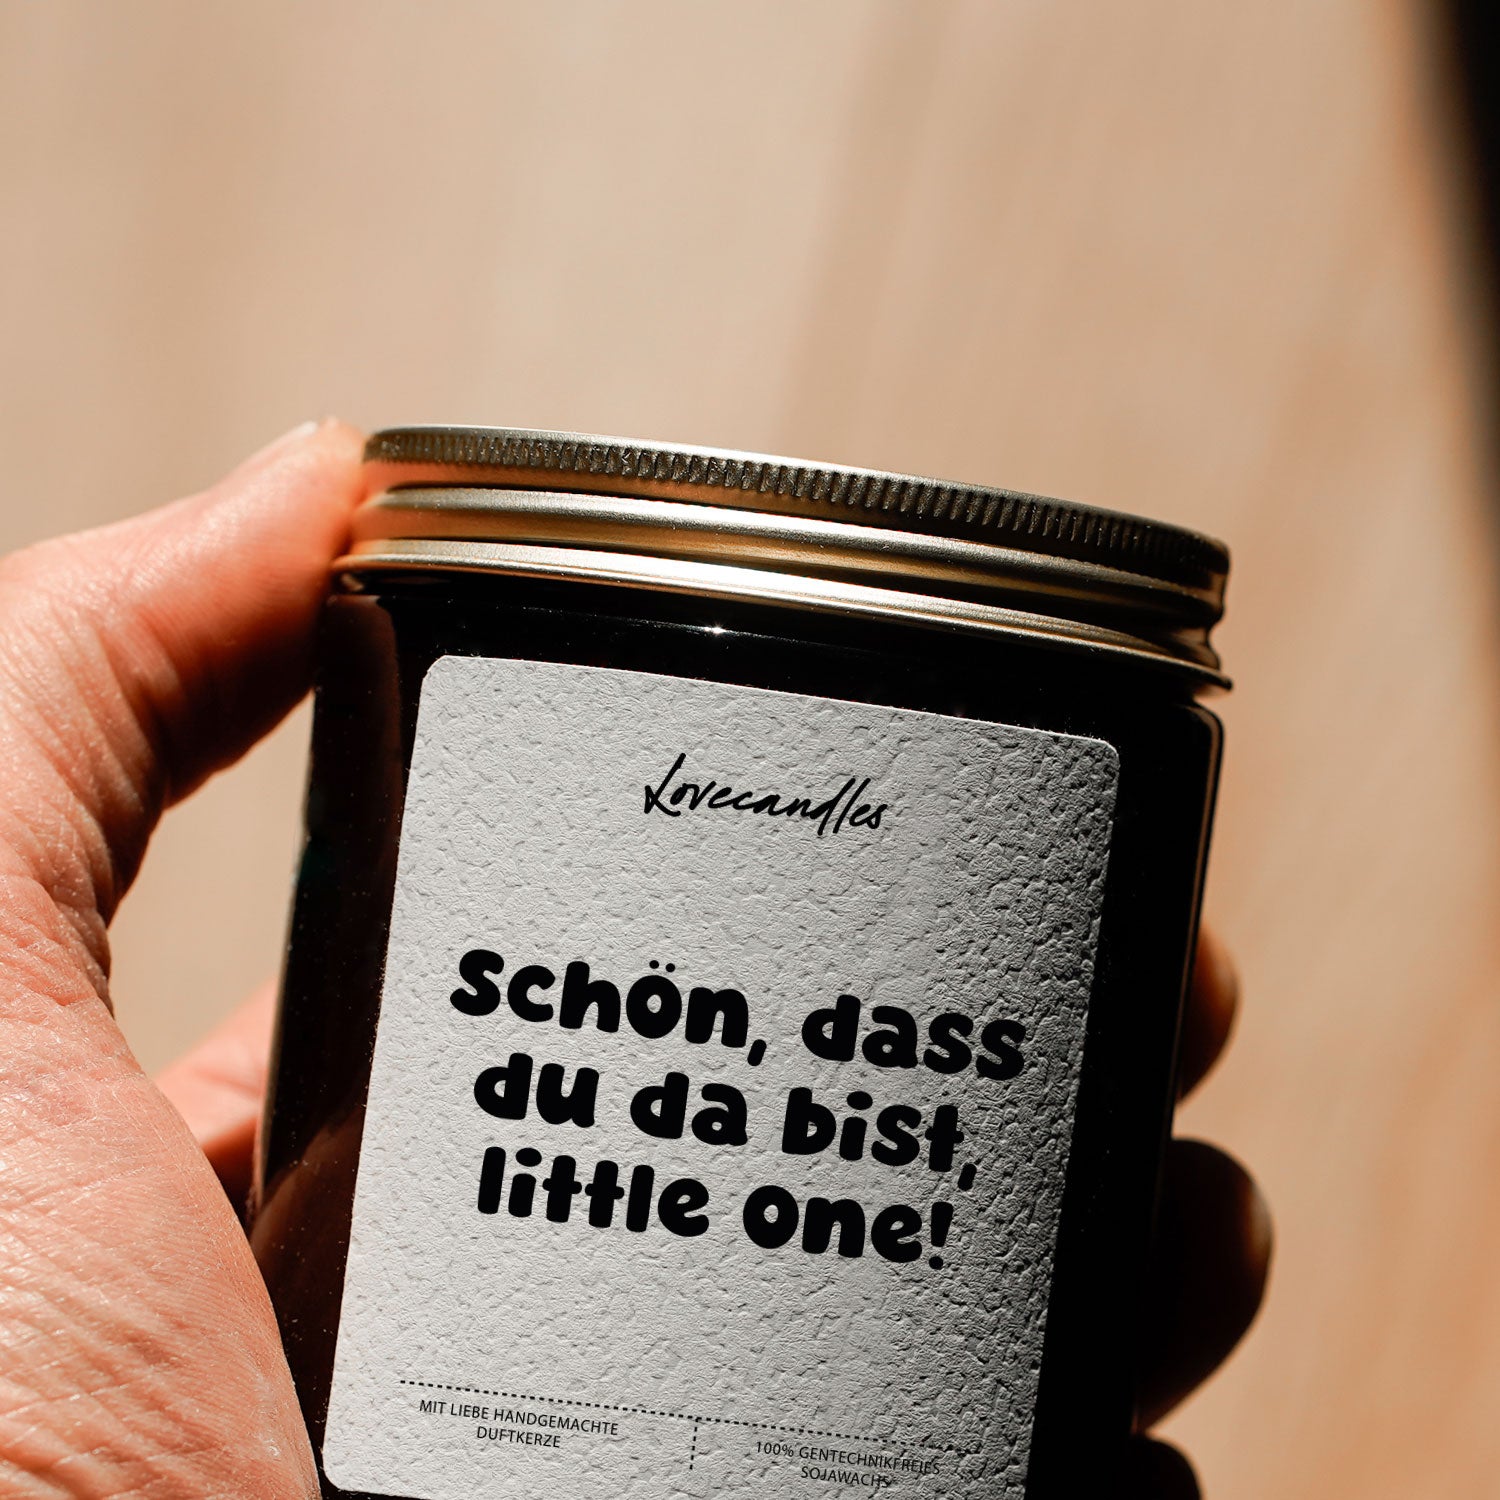 Lovecandles
schön, dass
du da bist,
little one!
MIT LIEBE HANDGEMACHTE
DUFTKERZE
100% GENTECHNIKFREIES
SOJAWACHS